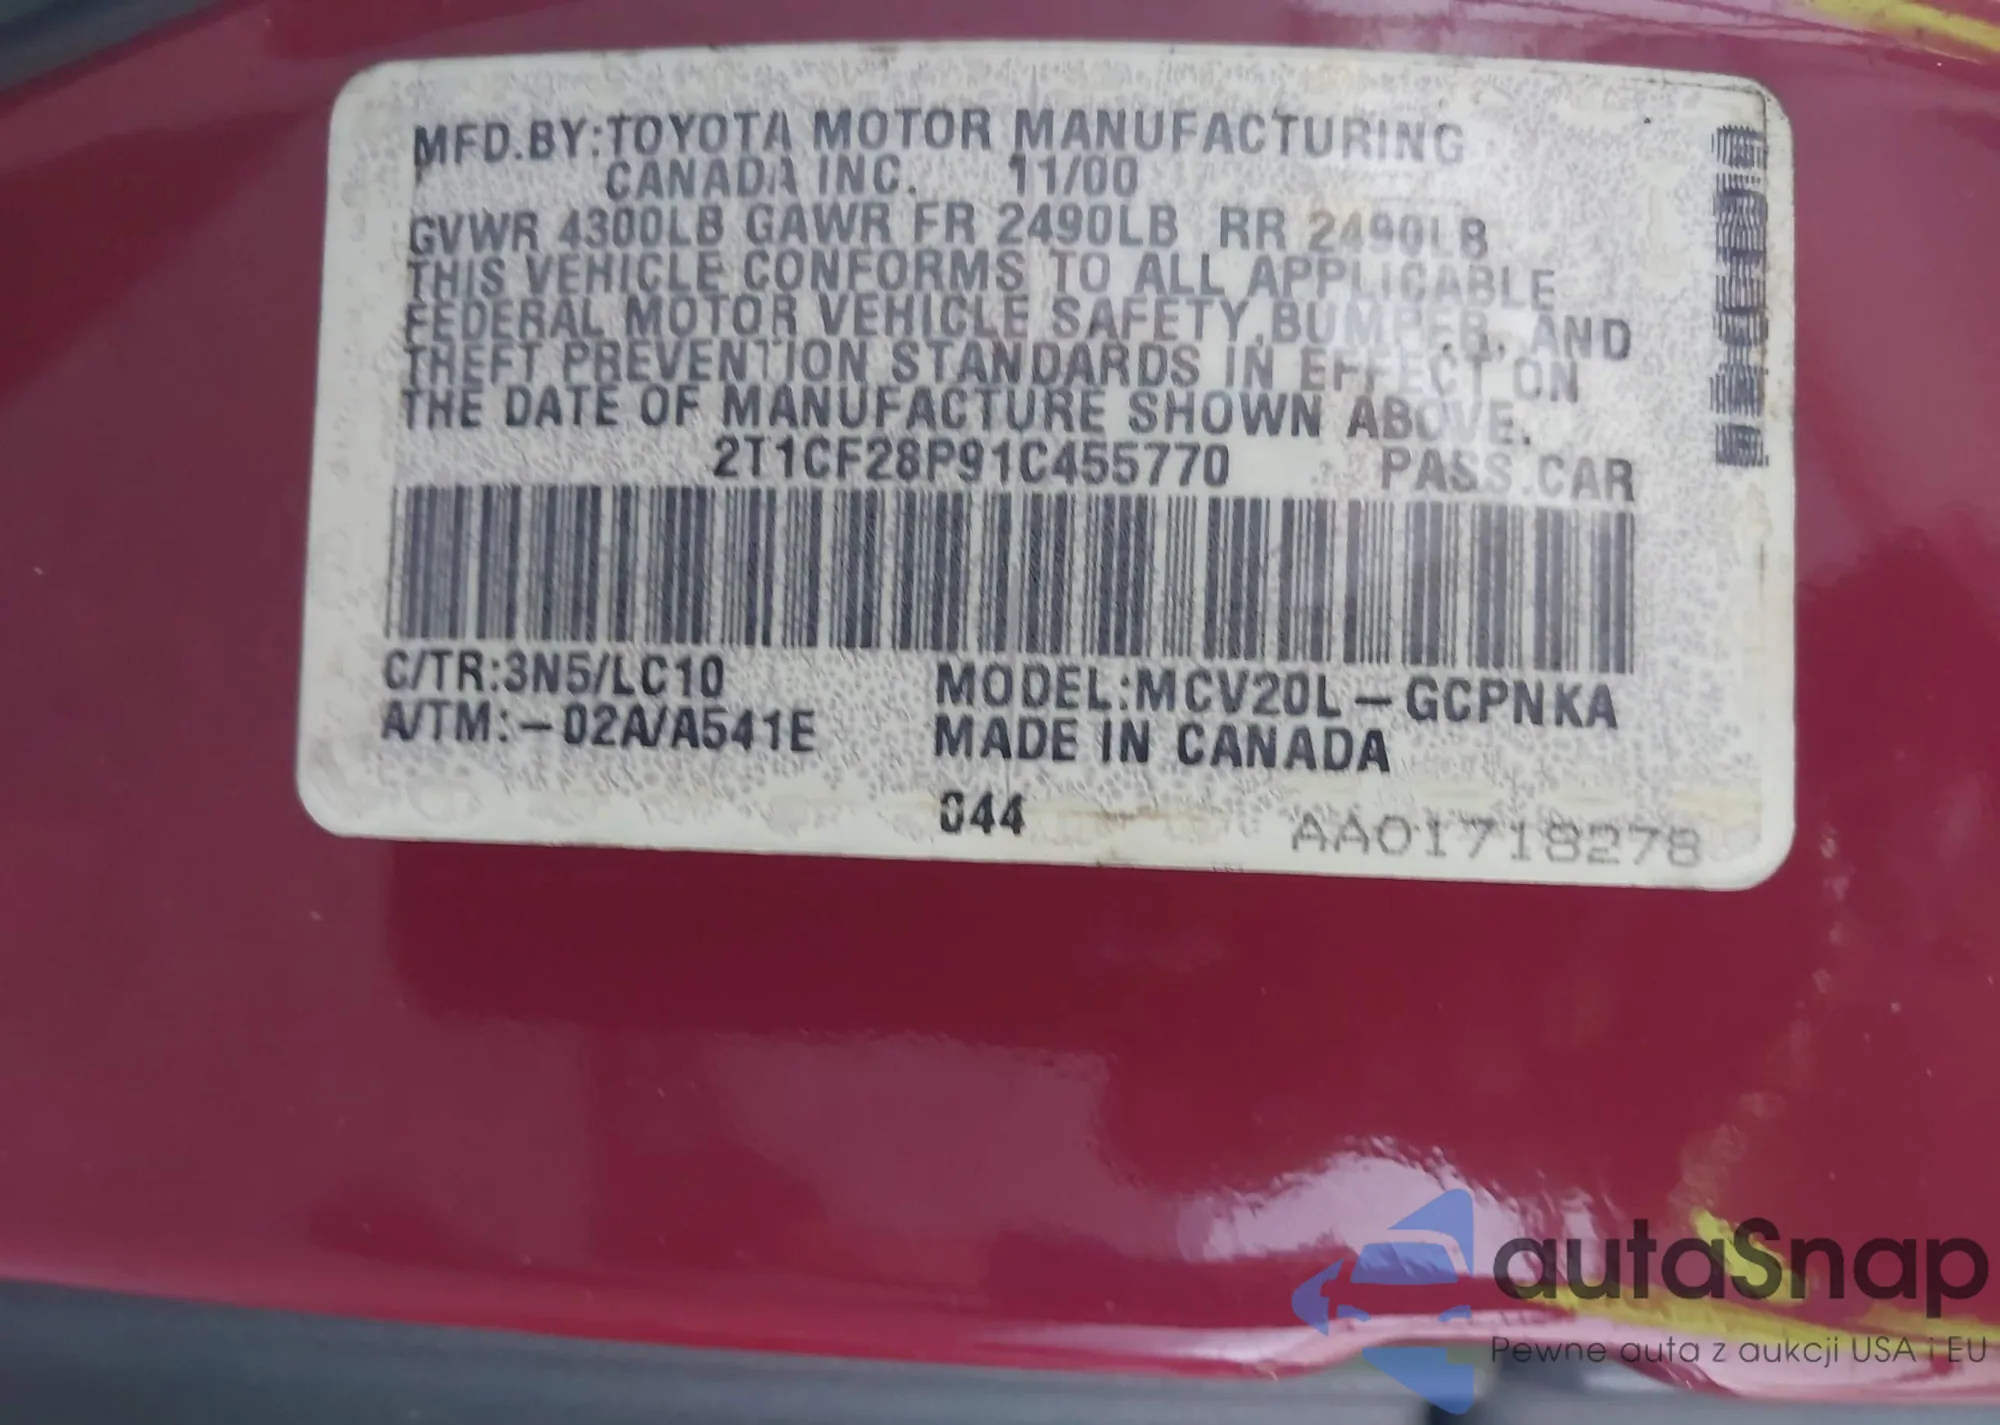 MFD.BY:TOYOTA MOTOR MANUFACTURING
CANADA INC. 11/00
GVWR 4300LB GAWR FR 2490LB RR 2490LB
THIS VEHICLE CONFORMS TO ALL APPLICABLE
FEDERAL MOTOR VEHICLE SAFETY,BUMPER, AND
THEFT PREVENTION STANDARDS IN EFFECT ON
THE DATE OF MANUFACTURE SHOWN ABOVE.
2T1CF28P91C455770 PASS.CAR
C/TR:3N5/LC10
A/TM:-02A/A541E
MODEL:MCV20L-GCPNKA
MADE IN CANADA
044
AA01718278
autaSnap
Pewne auta z aukcji USA i EU